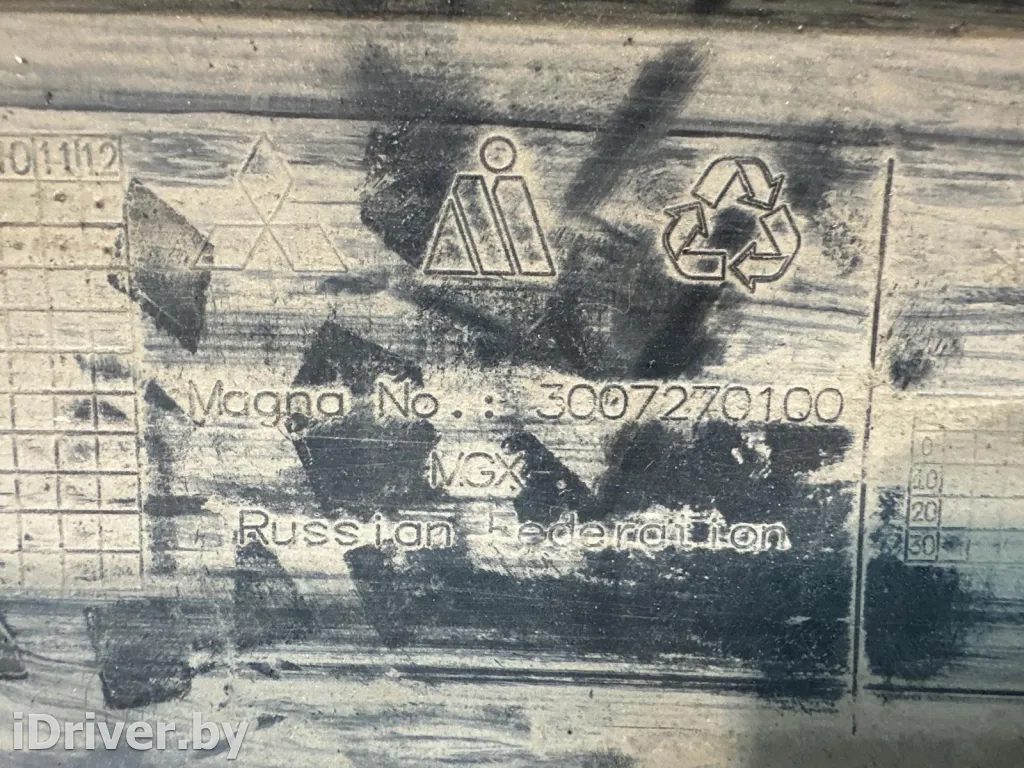 10 11 12
Magna No.: 3007270100
MGX
Russian Federation
0
10
20
30
iDriver.by